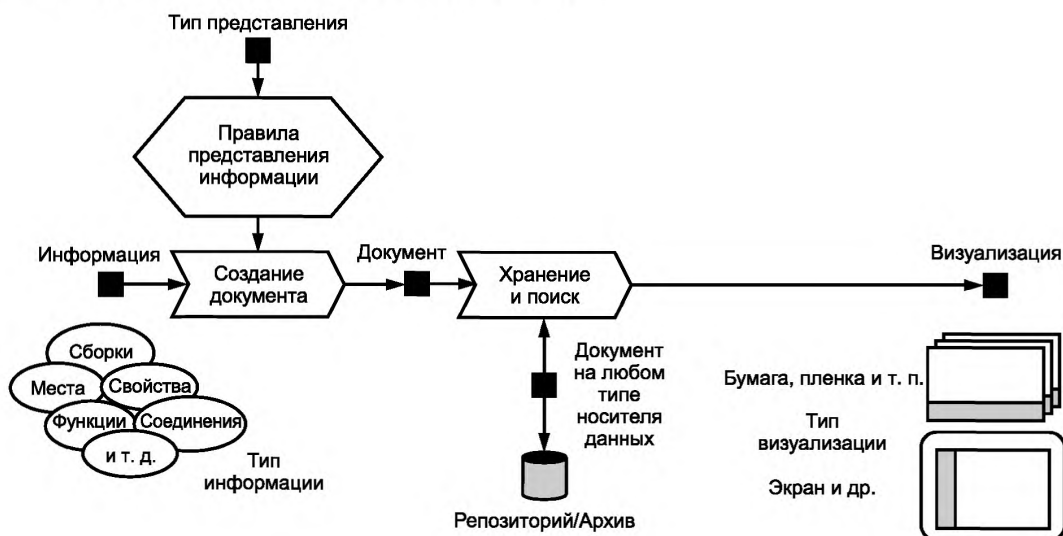 Тип представления
Правила
представления
информации
Информация
Создание
документа
Документ
Хранение
и поиск
Визуализация
Сборки
Места
Свойства
Функции
Соединения
и т. д.
Тип
информации
Документ
на любом
типе
носителя
данных
Репозиторий/Архив
Бумага, пленка и т. п.
Тип
визуализации
Экран и др.